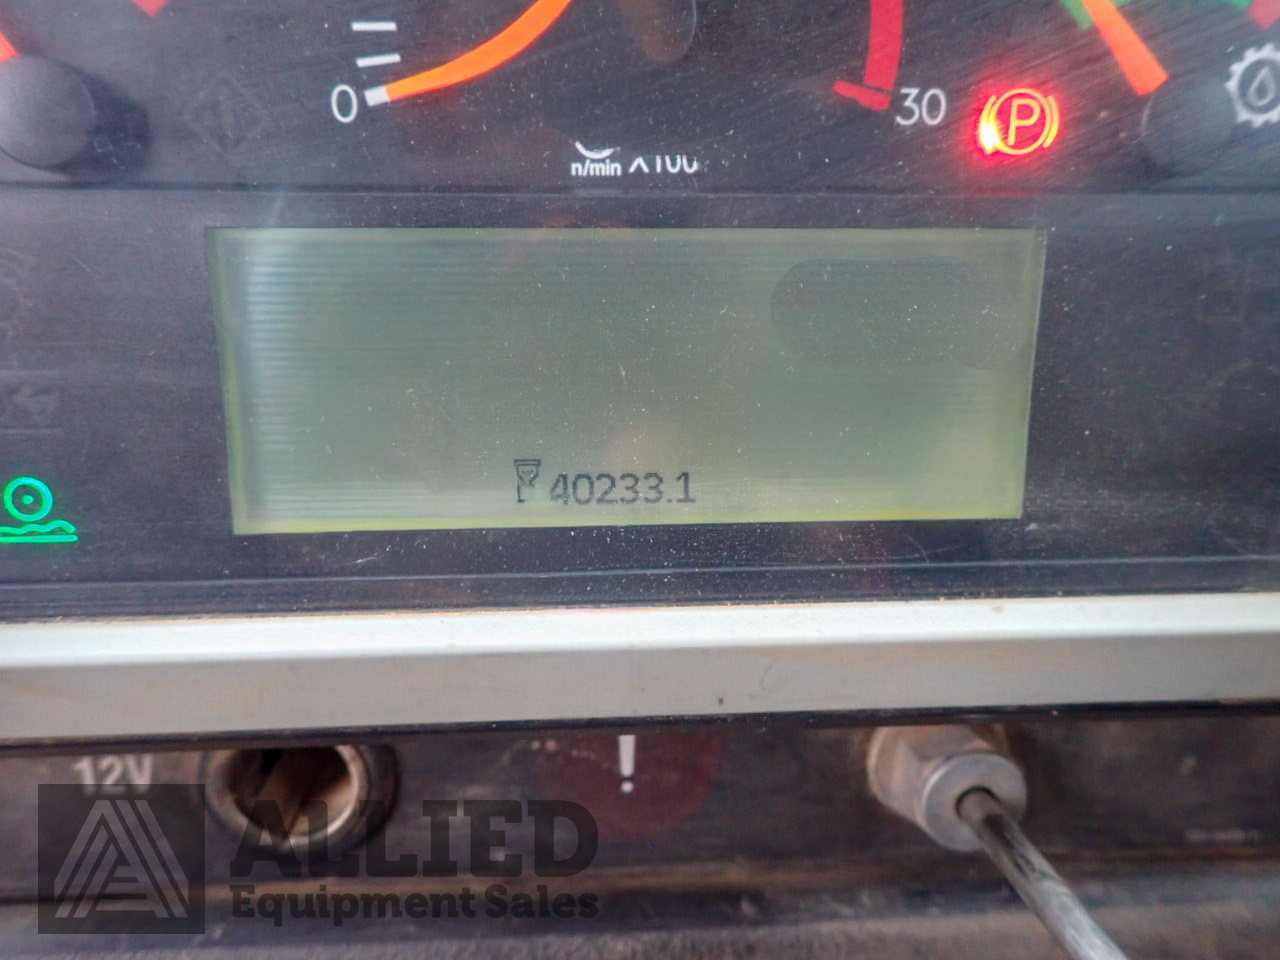 0
30
P
n/min X100
40233.1
12V
!
ALLIED
Equipment Sales